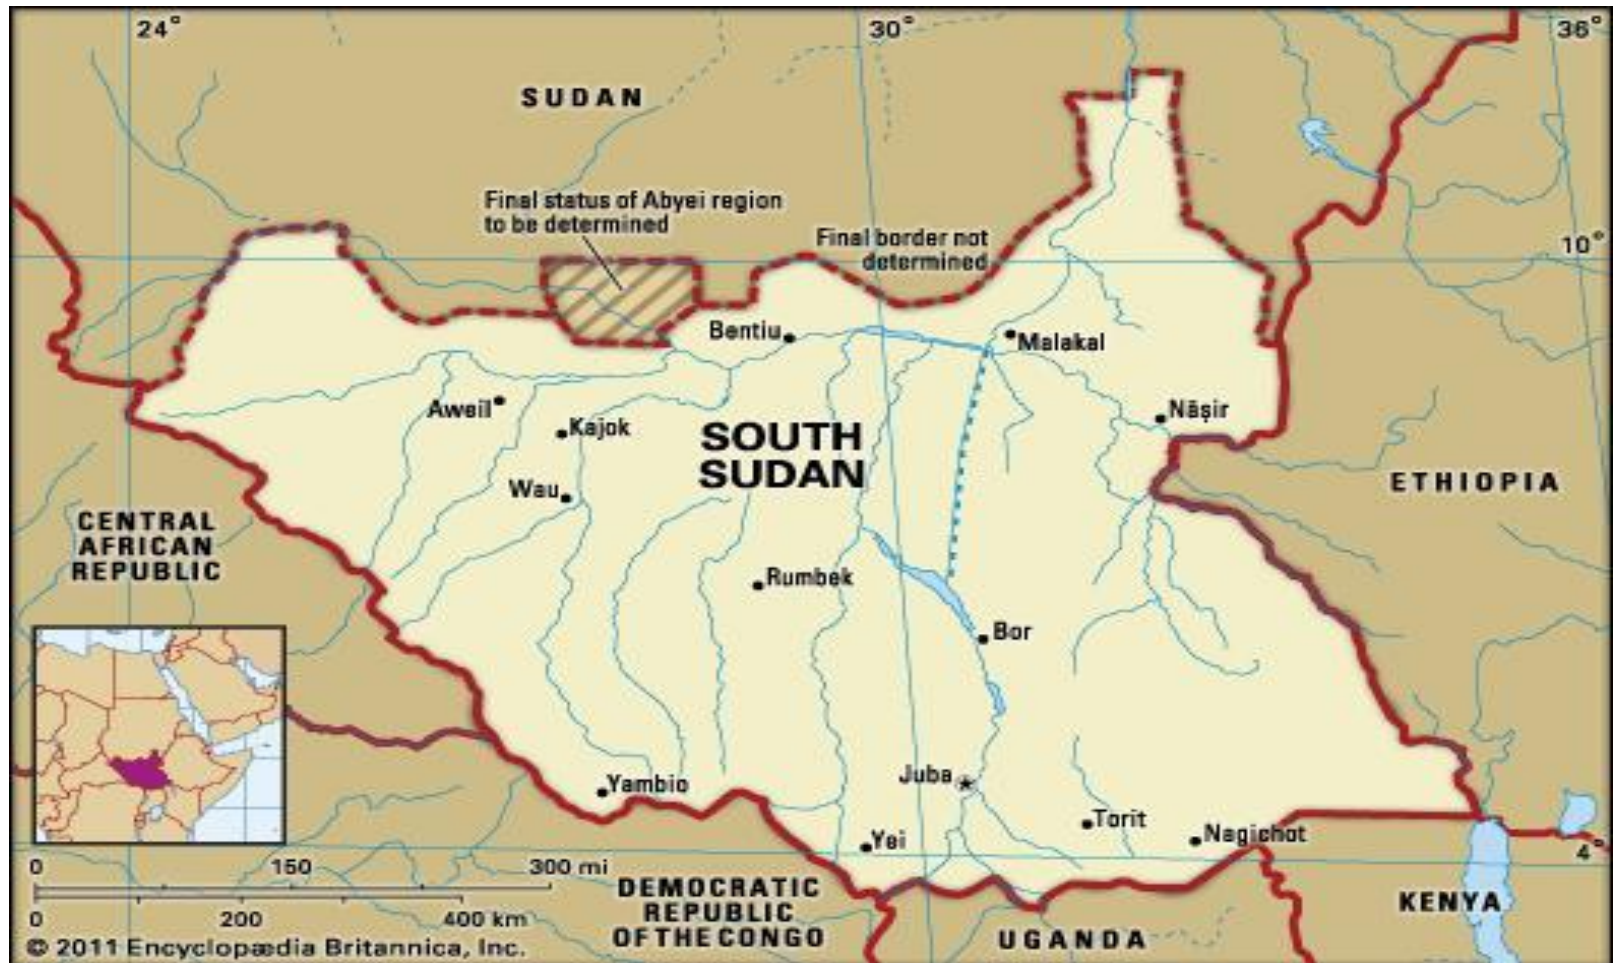 24°
30°
36°
SUDAN
Final status of Abyei region
to be determined
Final border not
determined
10°
Bentiu
Malakal
Aweil
Kajok
Nāṣir
SOUTH
SUDAN
Wau
ETHIOPIA
CENTRAL
AFRICAN
REPUBLIC
Rumbek
Bor
Yambio
Juba
Torit
Yei
Nagichot
4°
0 150 300 mi
0 200 400 km
DEMOCRATIC
REPUBLIC
OF THE CONGO
KENYA
UGANDA
© 2011 Encyclopædia Britannica, Inc.